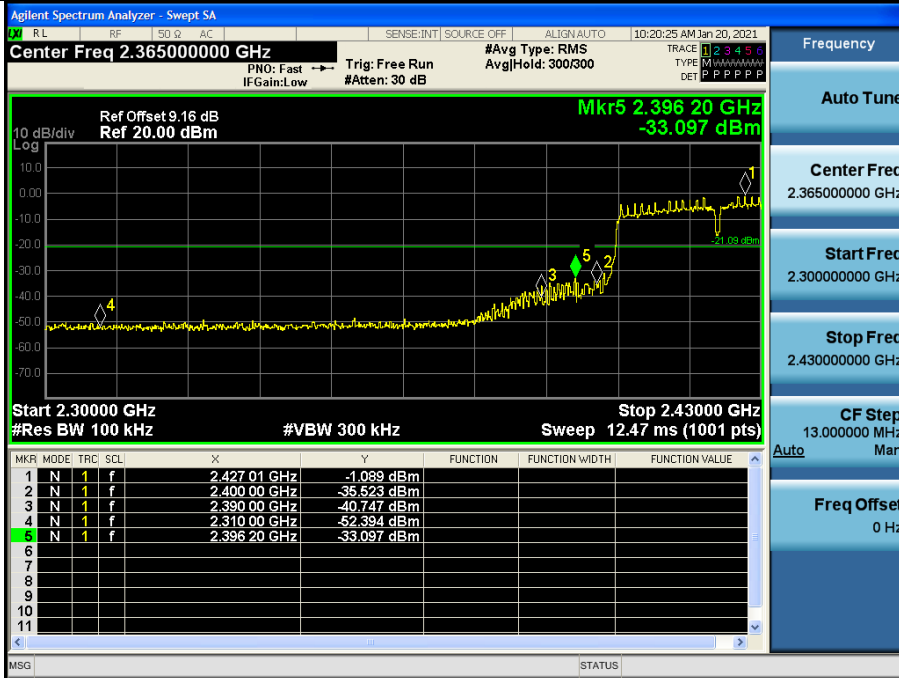 Agilent Spectrum Analyzer - Swept SA
LXI RL RF 50 Ω AC SENSE:INT SOURCE OFF ALIGN AUTO 10:20:25 AM Jan 20, 2021
Center Freq 2.365000000 GHz #Avg Type: RMS TRACE 1 2 3 4 5 6
PNO: Fast Trig: Free Run Avg|Hold: 300/300 TYPE M WWWWW
IFGain:Low #Atten: 30 dB DET P P P P P P
Mkr5 2.396 20 GHz
-33.097 dBm
Ref Offset 9.16 dB
10 dB/div Ref 20.00 dBm
Log
10.0
0.00
-10.0
-20.0
-30.0
-40.0
-50.0
-60.0
-70.0
1
-21.09 dBm
5
2
3
4
Start 2.30000 GHz Stop 2.43000 GHz
#Res BW 100 kHz #VBW 300 kHz Sweep 12.47 ms (1001 pts)
MKR MODE TRC SCL X Y FUNCTION FUNCTION WIDTH FUNCTION VALUE
1 N 1 f 2.427 01 GHz -1.089 dBm
2 N 1 f 2.400 00 GHz -35.523 dBm
3 N 1 f 2.390 00 GHz -40.747 dBm
4 N 1 f 2.310 00 GHz -52.394 dBm
5 N 1 f 2.396 20 GHz -33.097 dBm
6
7
8
9
10
11
MSG STATUS
Frequency
Auto Tune
Center Freq
2.365000000 GHz
Start Freq
2.300000000 GHz
Stop Freq
2.430000000 GHz
CF Step
13.000000 MHz
Auto Man
Freq Offset
0 Hz